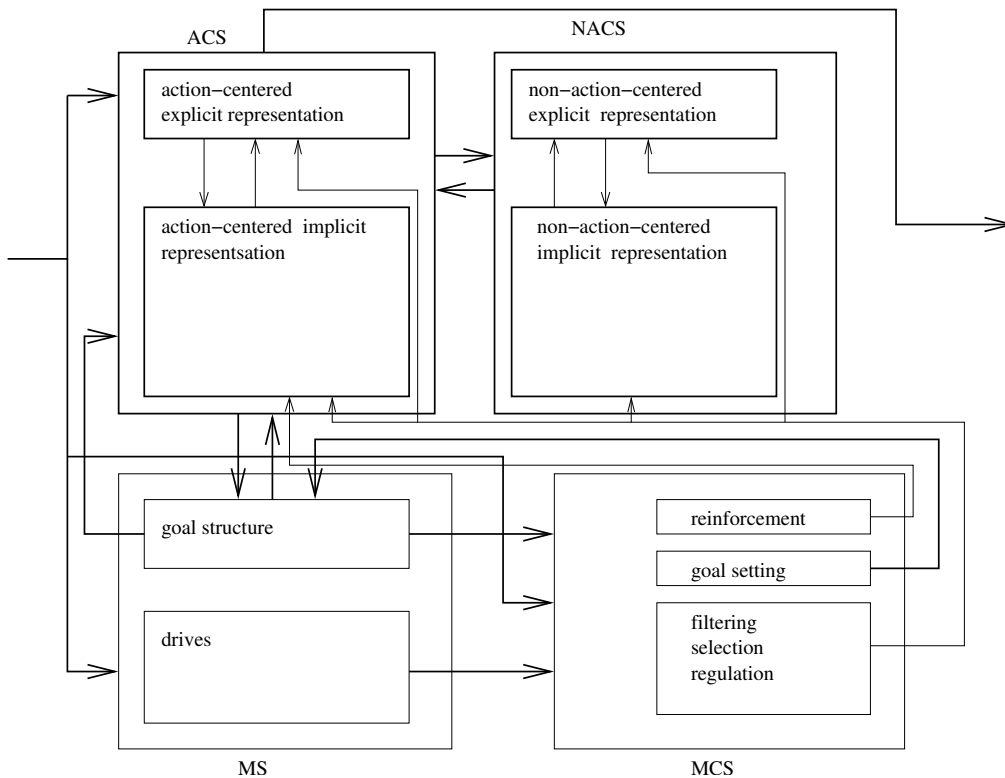 ACS
NACS
action−centered
explicit representation
non−action−centered
explicit representation
action−centered implicit
representsation
non−action−centered
implicit representation
goal structure
drives
reinforcement
goal setting
filtering
selection
regulation
MS
MCS